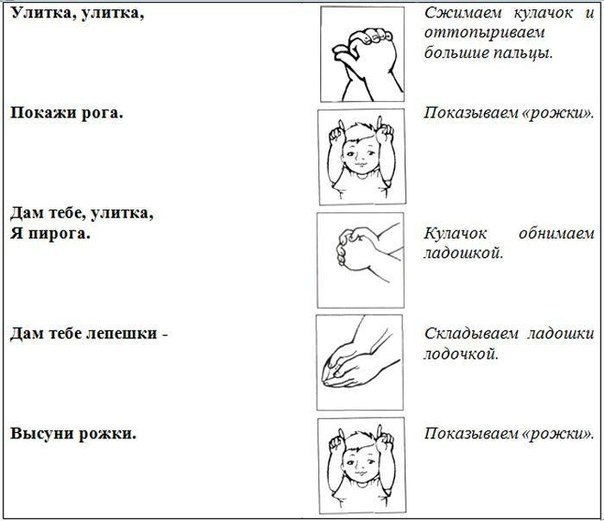 Улитка, улитка,
Сжимаем кулачок и
оттопыриваем
большие пальцы.
Покажи рога.
Показываем «рожки».
Дам тебе, улитка,
Я пирога.
Кулачок обнимаем
ладошкой.
Дам тебе лепешки -
Складываем ладошки
лодочкой.
Высуни рожки.
Показываем «рожки».